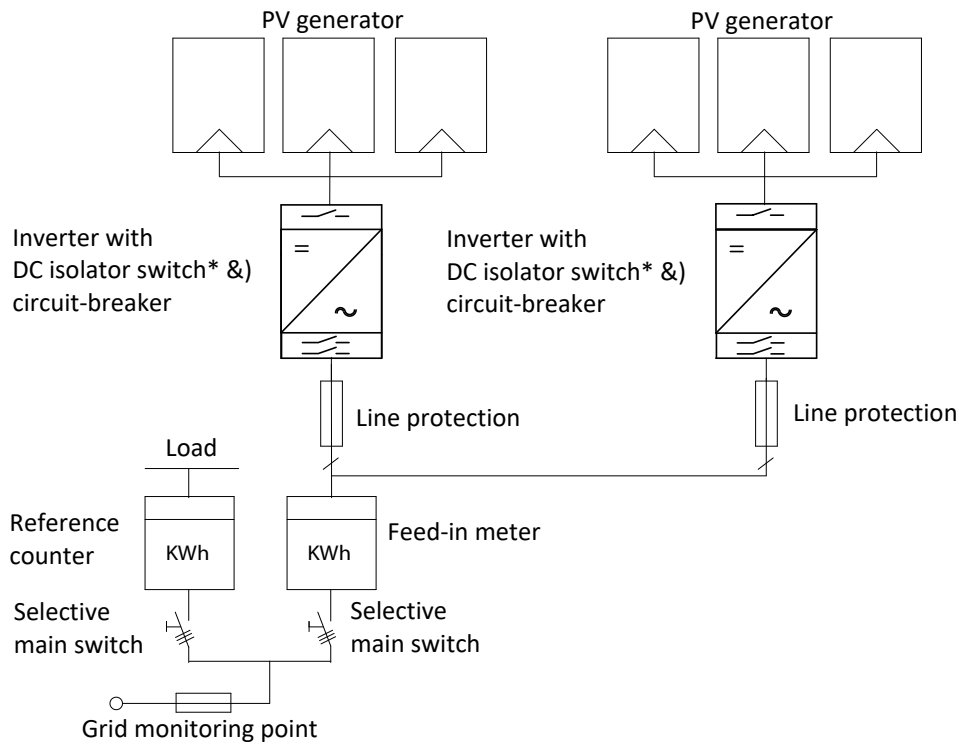 PV generator
PV generator
Inverter with
DC isolator switch* &)
circuit-breaker
Inverter with
DC isolator switch* &)
circuit-breaker
=
~
=
~
Line protection
Line protection
Load
Reference
counter
KWh
KWh
Feed-in meter
Selective
main switch
Selective
main switch
Grid monitoring point